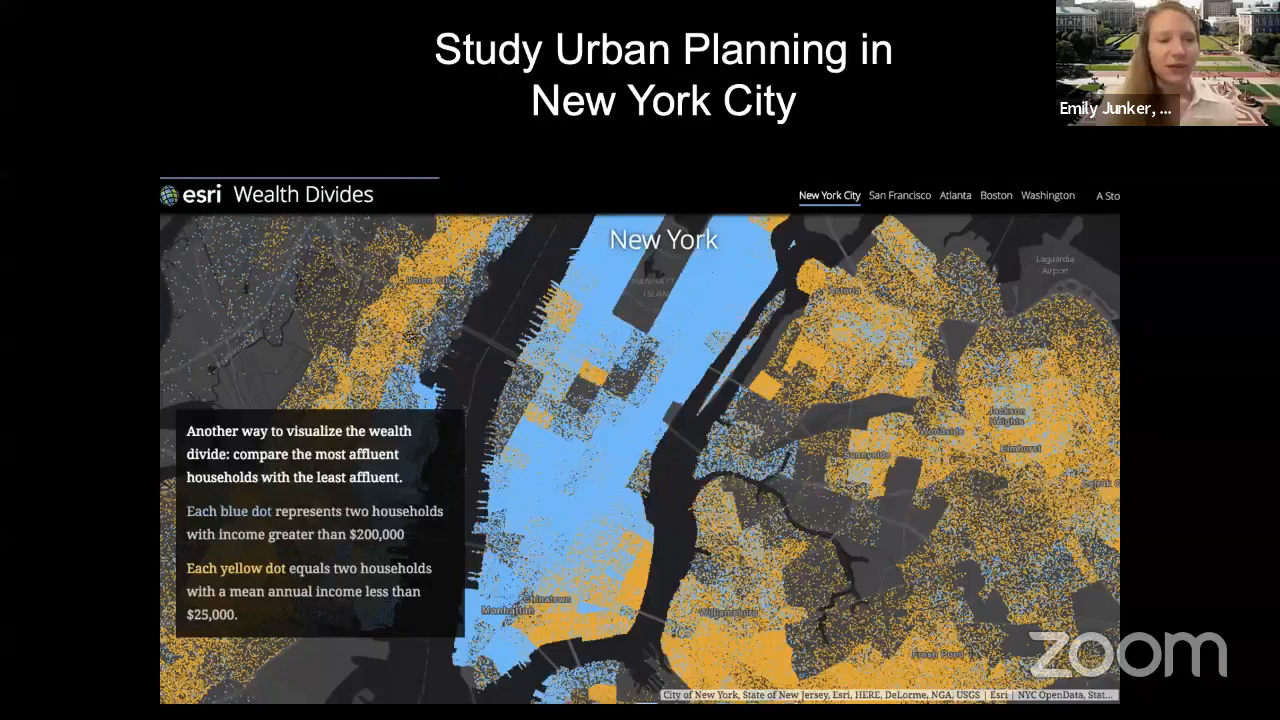 Study Urban Planning in
New York City
Emily Junker, ...
esri Wealth Divides
New York City San Francisco Atlanta Boston Washington A Sto
New York
Laguardia
Airport
MANHATT
ISLAN
Union City
Astoria
Another way to visualize the wealth
divide: compare the most affluent
households with the least affluent.
Each blue dot represents two households
with income greater than $200,000
Each yellow dot equals two households
with a mean annual income less than
$25,000.
Jackson
Heights
Woodside
Elmhurst
Sunnyside
Chinatown
Manhattan
Williamsburg
Fresh Pond
zoom
City of New York, State of New Jersey, Esri, HERE, DeLorme, NGA, USGS | Esri | NYC OpenData, Stat...